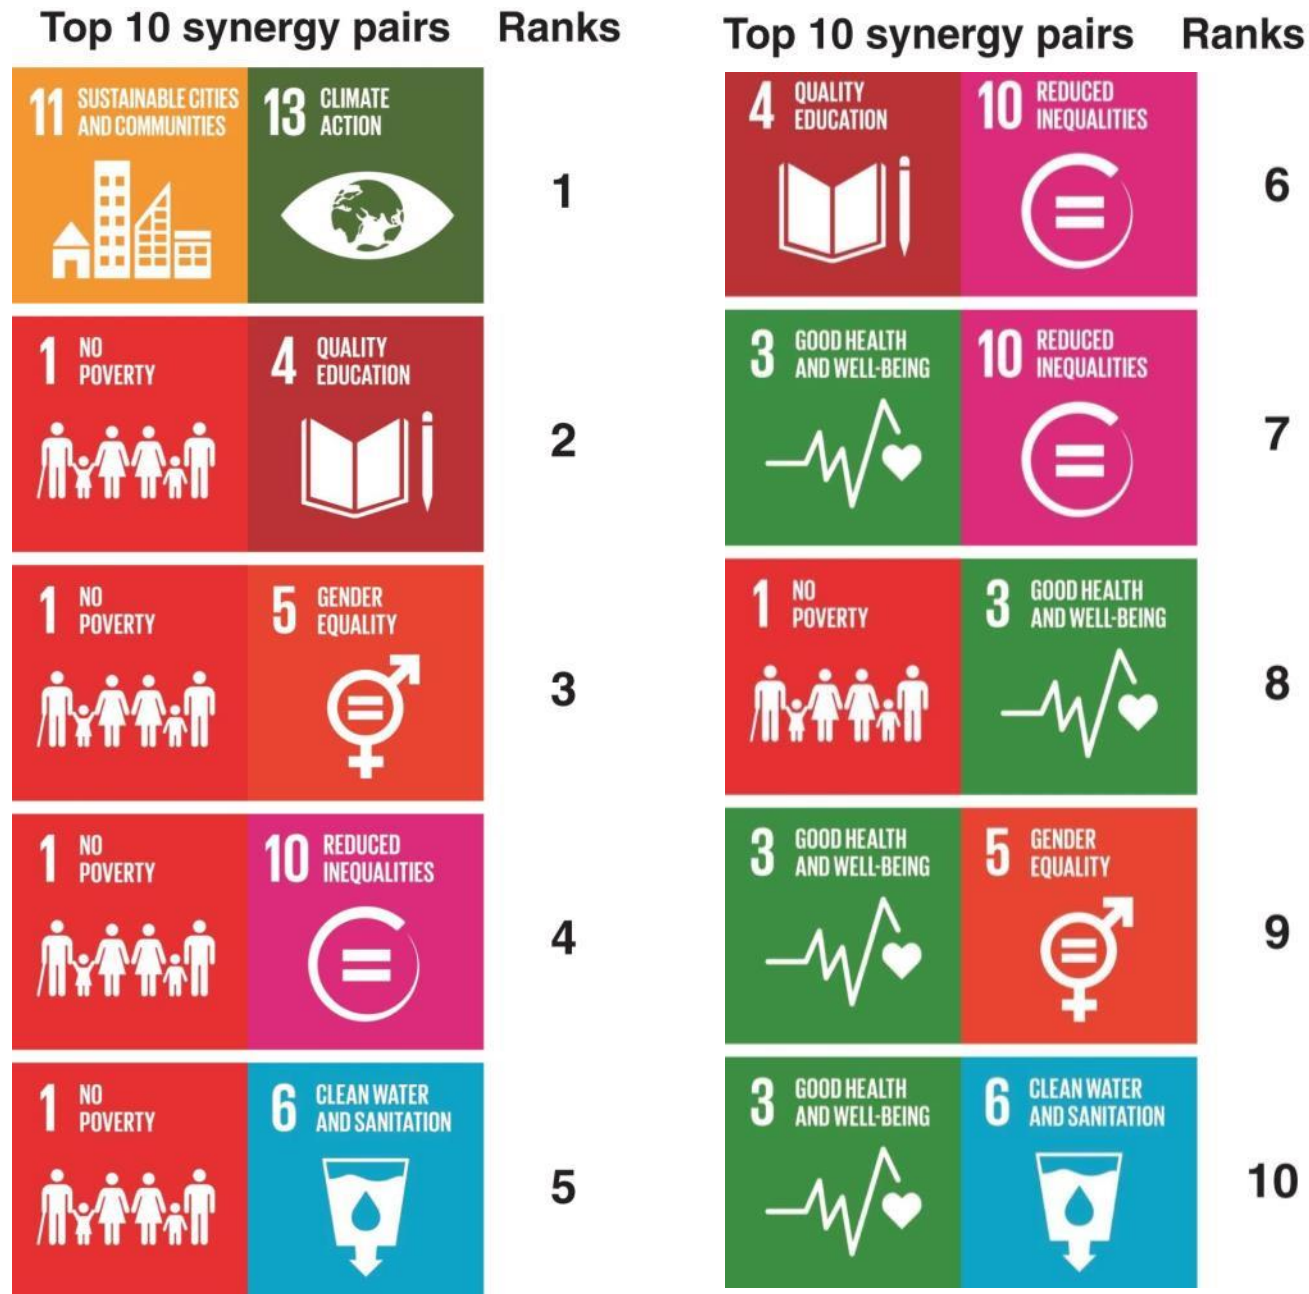 Top 10 synergy pairs Ranks
11 SUSTAINABLE CITIES
AND COMMUNITIES
13 CLIMATE
ACTION
1
1 NO
POVERTY
4 QUALITY
EDUCATION
2
1 NO
POVERTY
5 GENDER
EQUALITY
3
1 NO
POVERTY
10 REDUCED
INEQUALITIES
4
1 NO
POVERTY
6 CLEAN WATER
AND SANITATION
5
Top 10 synergy pairs Ranks
4 QUALITY
EDUCATION
10 REDUCED
INEQUALITIES
6
3 GOOD HEALTH
AND WELL-BEING
10 REDUCED
INEQUALITIES
7
1 NO
POVERTY
3 GOOD HEALTH
AND WELL-BEING
8
3 GOOD HEALTH
AND WELL-BEING
5 GENDER
EQUALITY
9
3 GOOD HEALTH
AND WELL-BEING
6 CLEAN WATER
AND SANITATION
10